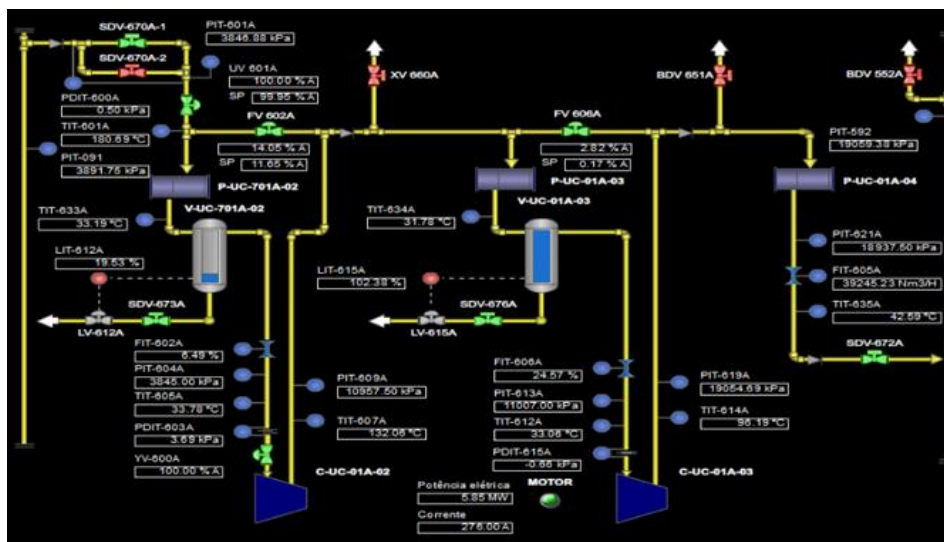 SDV-670A-1
PIT-601A
3846.88 kPa
SDV-670A-2
UV 601A
100.00 % A
SP 99.95 % A
XV 660A
BDV 651A
BDV 552A
PDIT-600A
0.50 kPa
FV 602A
FV 606A
TIT-601A
180.69 ºC
14.05 % A
SP 11.65 % A
2.82 % A
SP 0.17 % A
PIT-592
19059.38 kPa
PIT-091
3891.75 kPa
P-UC-701A-02
P-UC-01A-03
P-UC-01A-04
V-UC-701A-02
V-UC-01A-03
TIT-633A
33.19 ºC
TIT-634A
31.78 ºC
PIT-621A
18937.50 kPa
LIT-612A
19.53 %
LIT-615A
102.38 %
FIT-605A
39245.23 Nm3/H
SDV-673A
SDV-676A
TIT-635A
42.59 ºC
LV-612A
LV-615A
SDV-672A
FIT-602A
6.49 %
FIT-606A
24.57 %
PIT-604A
3845.00 kPa
PIT-609A
10957.50 kPa
PIT-613A
11007.00 kPa
PIT-619A
19054.69 kPa
TIT-605A
33.78 ºC
TIT-607A
132.06 ºC
TIT-612A
33.06 ºC
TIT-614A
96.19 ºC
PDIT-603A
3.69 kPa
PDIT-615A
-0.66 kPa
YV-600A
100.00 % A
C-UC-01A-02
C-UC-01A-03
Potência elétrica
5.85 MW
MOTOR
Corrente
276.00 A